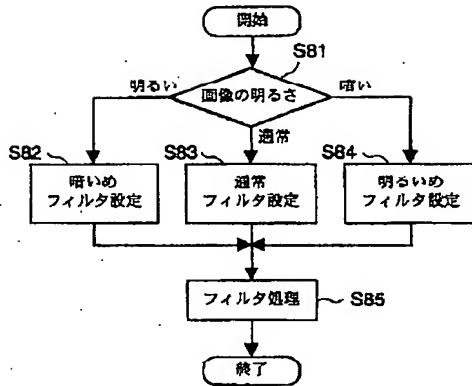 開始
S81
画像の明るさ
明るい
暗い
通常
S82
暗いめ
フィルタ設定
S83
通常
フィルタ設定
S84
明るいめ
フィルタ設定
フィルタ処理
S85
終了